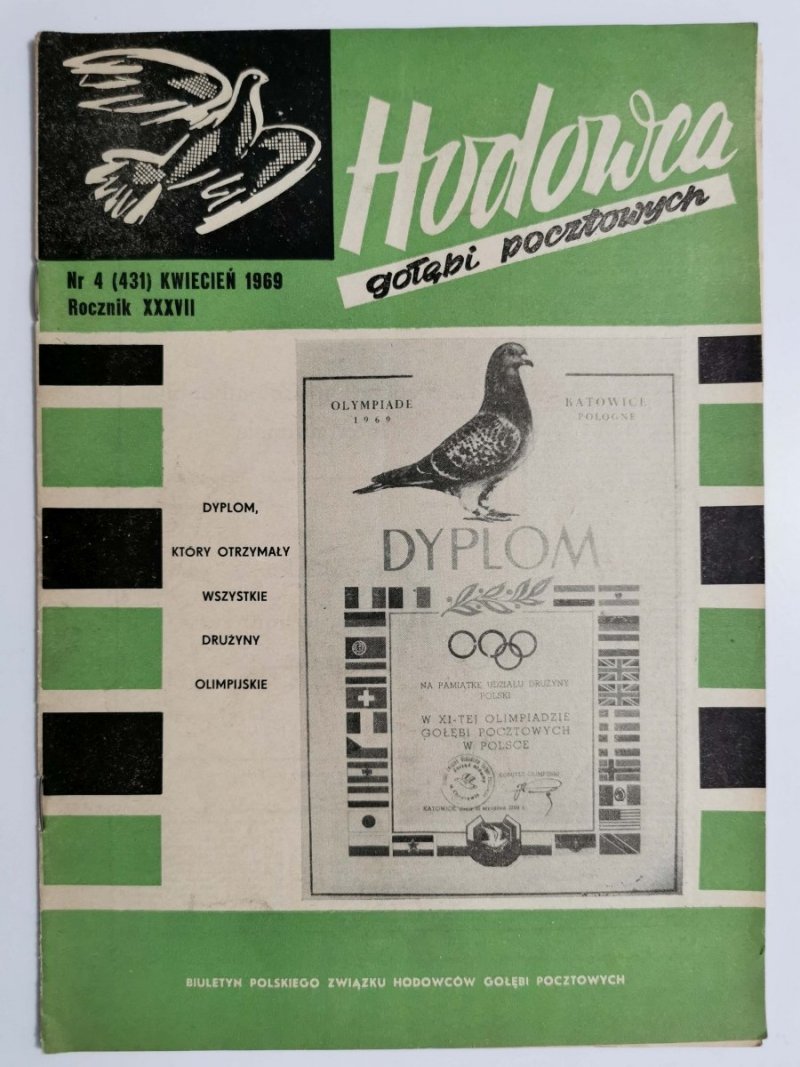 Hodowca
gołębi pocztowych
Nr 4 (431) KWIECIEŃ 1969
Rocznik XXXVII
DYPLOM,
KTÓRY OTRZYMAŁY
WSZYSTKIE
DRUŻYNY
OLIMPIJSKIE
OLYMPIADE
1969
KATOWICE
POLOGNE
DYPLOM
NA PAMIĄTKĘ UDZIAŁU DRUŻYNY
POLSKI
W XI-TEJ OLIMPIADZIE
GOŁĘBI POCZTOWYCH
W POLSCE
KOMITET OLIMPIJSKI
KATOWICE, dnia
BIULETYN POLSKIEGO ZWIĄZKU HODOWCÓW GOŁĘBI POCZTOWYCH